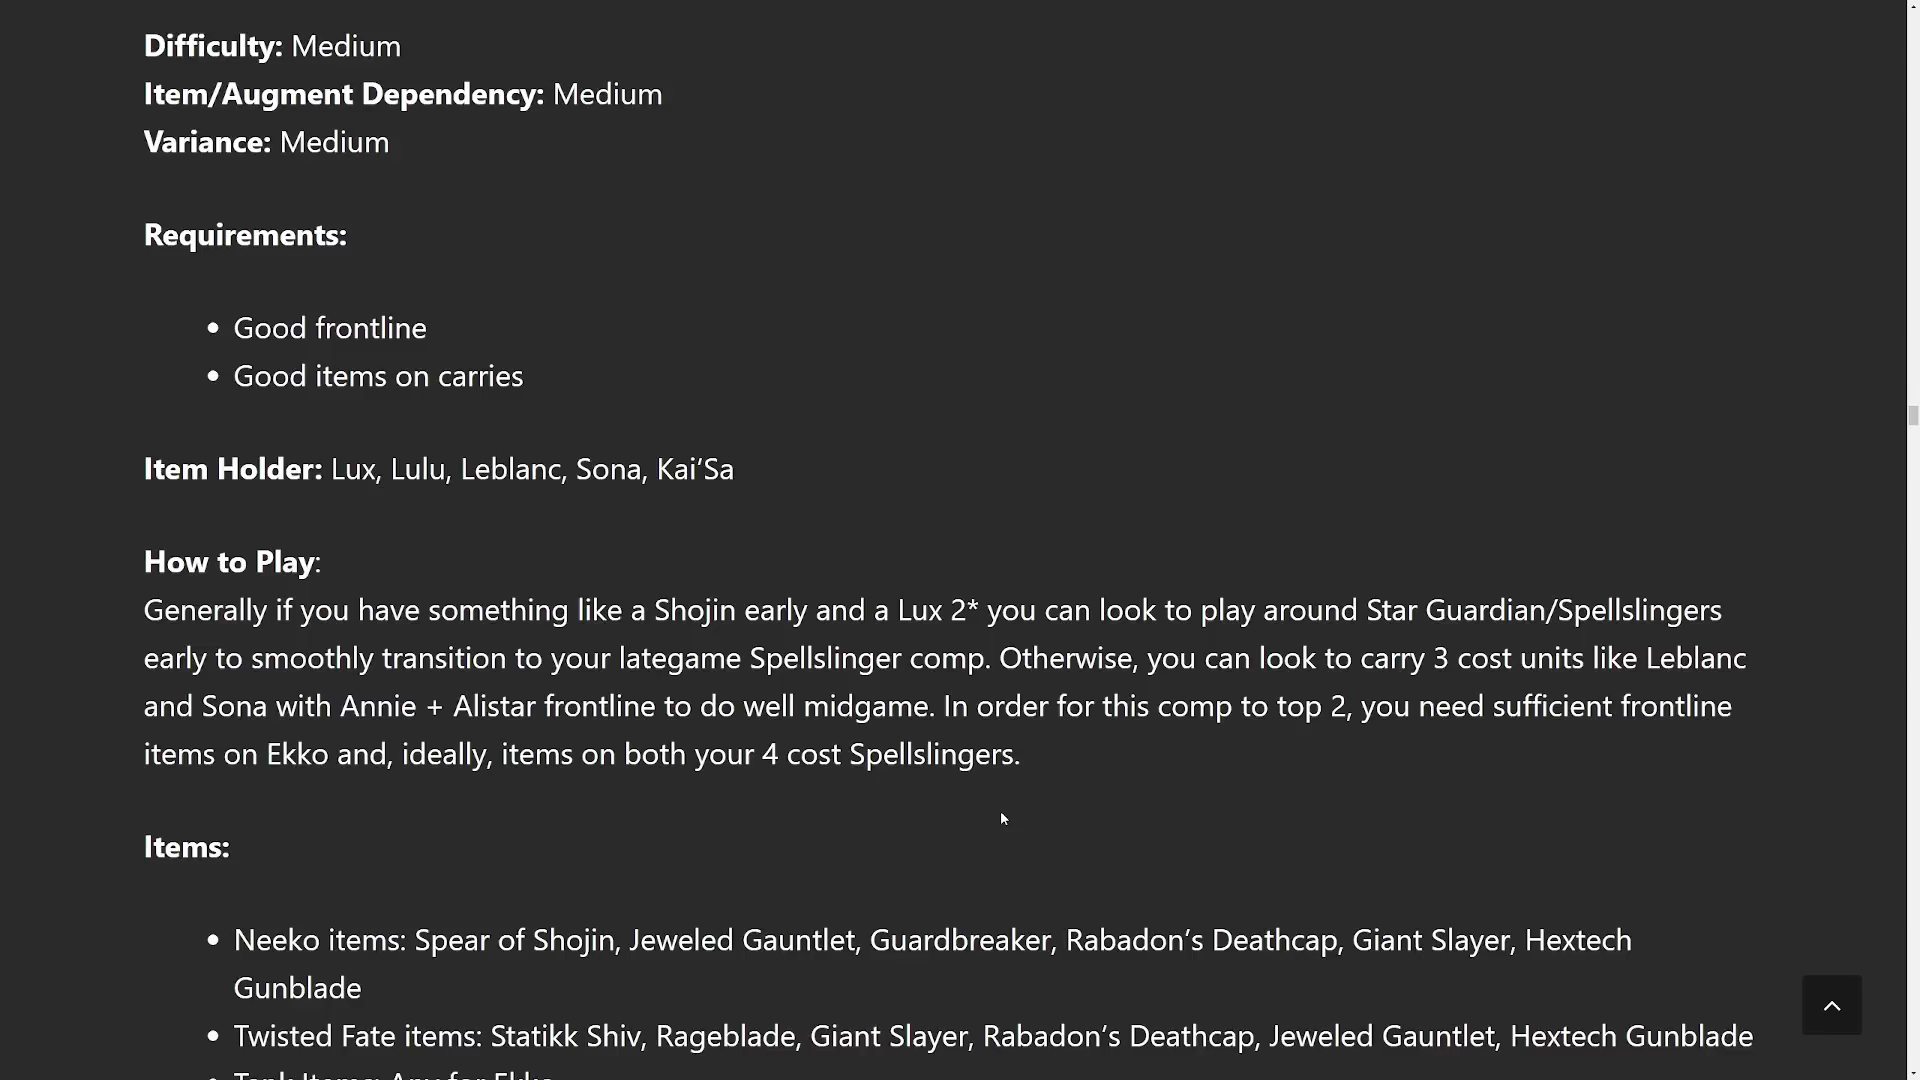 Difficulty: Medium
Item/Augment Dependency: Medium
Variance: Medium
Requirements:
• Good frontline
• Good items on carries
Item Holder: Lux, Lulu, Leblanc, Sona, Kai’Sa
How to Play:
Generally if you have something like a Shojin early and a Lux 2* you can look to play around Star Guardian/Spellslingers
early to smoothly transition to your lategame Spellslinger comp. Otherwise, you can look to carry 3 cost units like Leblanc
and Sona with Annie + Alistar frontline to do well midgame. In order for this comp to top 2, you need sufficient frontline
items on Ekko and, ideally, items on both your 4 cost Spellslingers.
Items:
• Neeko items: Spear of Shojin, Jeweled Gauntlet, Guardbreaker, Rabadon’s Deathcap, Giant Slayer, Hextech
Gunblade
• Twisted Fate items: Statikk Shiv, Rageblade, Giant Slayer, Rabadon’s Deathcap, Jeweled Gauntlet, Hextech Gunblade
• Tank Items: Any for Ekko